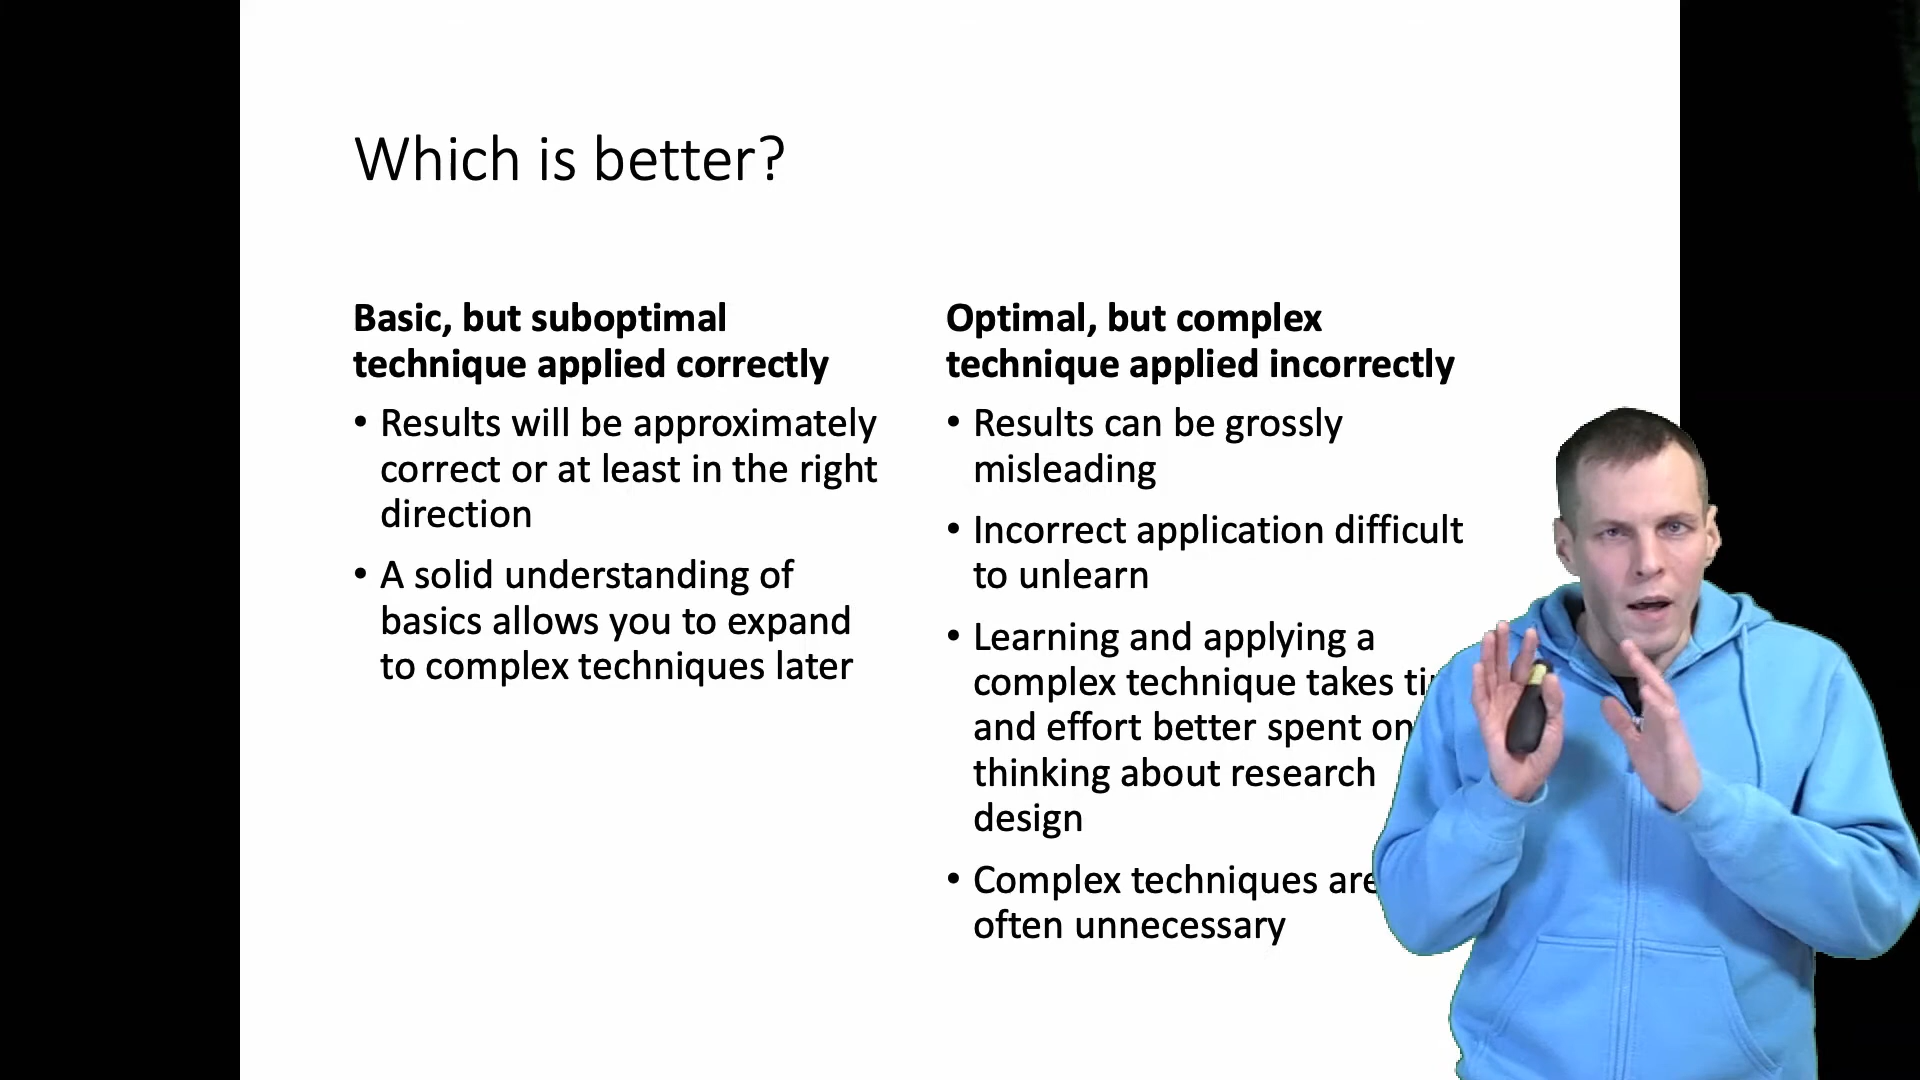 Which is better?
Basic, but suboptimal
technique applied correctly
• Results will be approximately
correct or at least in the right
direction
• A solid understanding of
basics allows you to expand
to complex techniques later
Optimal, but complex
technique applied incorrectly
• Results can be grossly
misleading
• Incorrect application difficult
to unlearn
• Learning and applying a
complex technique takes
and effort better spent on
thinking about research
design
• Complex techniques are
often unnecessary